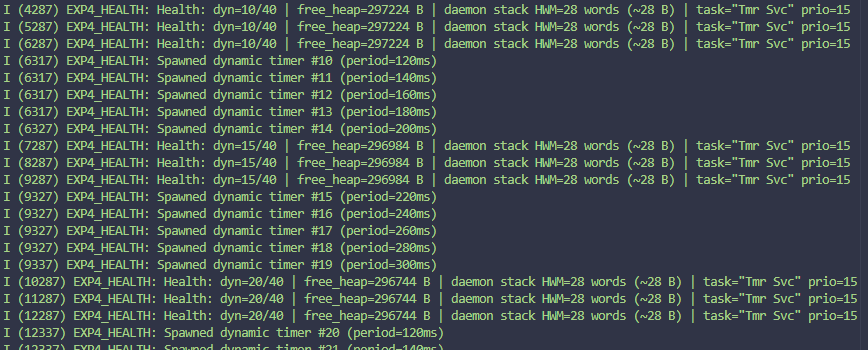 I (4287) EXP4_HEALTH: Health: dyn=10/40 | free_heap=297224 B | daemon stack HWM=28 words (~28 B) | task="Tmr Svc" prio=15
I (5287) EXP4_HEALTH: Health: dyn=10/40 | free_heap=297224 B | daemon stack HWM=28 words (~28 B) | task="Tmr Svc" prio=15
I (6287) EXP4_HEALTH: Health: dyn=10/40 | free_heap=297224 B | daemon stack HWM=28 words (~28 B) | task="Tmr Svc" prio=15
I (6317) EXP4_HEALTH: Spawned dynamic timer #10 (period=120ms)
I (6317) EXP4_HEALTH: Spawned dynamic timer #11 (period=140ms)
I (6317) EXP4_HEALTH: Spawned dynamic timer #12 (period=160ms)
I (6317) EXP4_HEALTH: Spawned dynamic timer #13 (period=180ms)
I (6327) EXP4_HEALTH: Spawned dynamic timer #14 (period=200ms)
I (7287) EXP4_HEALTH: Health: dyn=15/40 | free_heap=296984 B | daemon stack HWM=28 words (~28 B) | task="Tmr Svc" prio=15
I (8287) EXP4_HEALTH: Health: dyn=15/40 | free_heap=296984 B | daemon stack HWM=28 words (~28 B) | task="Tmr Svc" prio=15
I (9287) EXP4_HEALTH: Health: dyn=15/40 | free_heap=296984 B | daemon stack HWM=28 words (~28 B) | task="Tmr Svc" prio=15
I (9327) EXP4_HEALTH: Spawned dynamic timer #15 (period=220ms)
I (9327) EXP4_HEALTH: Spawned dynamic timer #16 (period=240ms)
I (9327) EXP4_HEALTH: Spawned dynamic timer #17 (period=260ms)
I (9327) EXP4_HEALTH: Spawned dynamic timer #18 (period=280ms)
I (9337) EXP4_HEALTH: Spawned dynamic timer #19 (period=300ms)
I (10287) EXP4_HEALTH: Health: dyn=20/40 | free_heap=296744 B | daemon stack HWM=28 words (~28 B) | task="Tmr Svc" prio=15
I (11287) EXP4_HEALTH: Health: dyn=20/40 | free_heap=296744 B | daemon stack HWM=28 words (~28 B) | task="Tmr Svc" prio=15
I (12287) EXP4_HEALTH: Health: dyn=20/40 | free_heap=296744 B | daemon stack HWM=28 words (~28 B) | task="Tmr Svc" prio=15
I (12337) EXP4_HEALTH: Spawned dynamic timer #20 (period=120ms)
I (12337) EXP4_HEALTH: Spawned dynamic timer #21 (period=140ms)